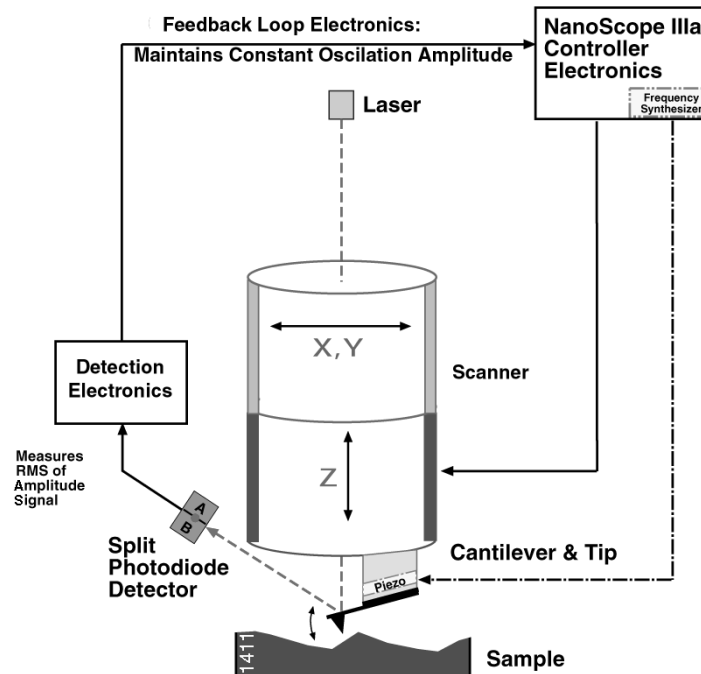 Feedback Loop Electronics:
Maintains Constant Oscilation Amplitude
NanoScope IIIa
Controller
Electronics
Frequency
Synthesizer
Laser
X,Y
Scanner
Detection
Electronics
Z
Measures
RMS of
Amplitude
Signal
A
B
Split
Photodiode
Detector
Cantilever & Tip
Piezo
1411
Sample